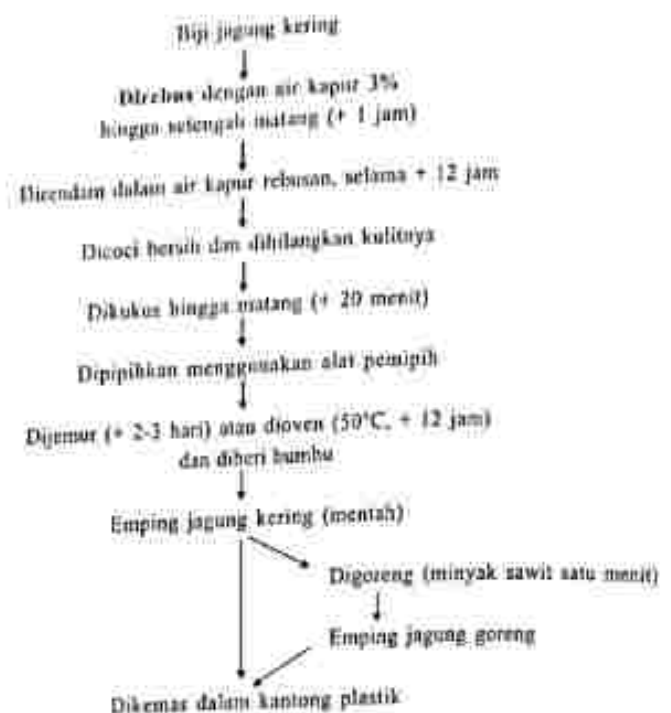 Biji jagung kering
Direbus dengan air kapur 3%
hingga setengah matang (+ 1 jam)
Direndam dalam air kapur rebusan, selama + 12 jam
Dicoci bersih dan dihilangkan kulitnya
Dikukus hingga matang (+ 20 menit)
Dipipihkan menggunakan alat pemipih
Dijemur (+ 2-3 hari) atau dioven (50°C, + 12 jam)
dan diberi bumbu
Emping jagung kering (mentah)
Digoreng (minyak sawit satu menit)
Emping jagung goreng
Dikemas dalam kantong plastik